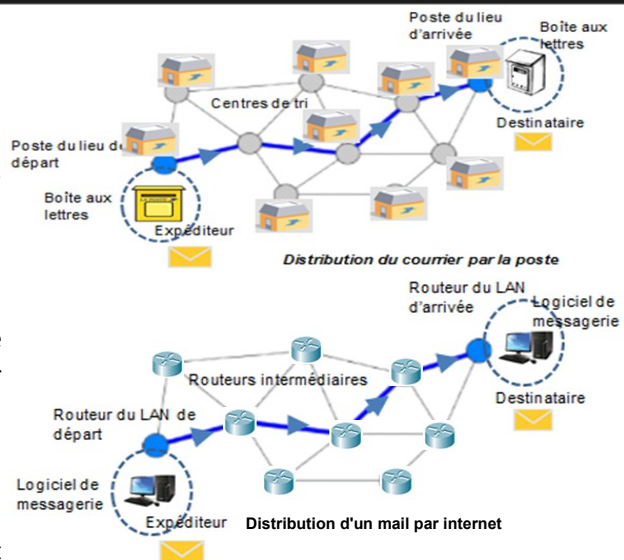 Poste du lieu
d'arrivée
Boîte aux
lettres
Centres de tri
Destinataire
Poste du lieu de
départ
Boîte aux
lettres
Expéditeur
Distribution du courrier par la poste
Routeur du LAN
d'arrivée
Logiciel de
messagerie
Routeurs intermédiaires
Destinataire
Routeur du LAN de
départ
Logiciel de
messagerie
Expéditeur
Distribution d'un mail par internet